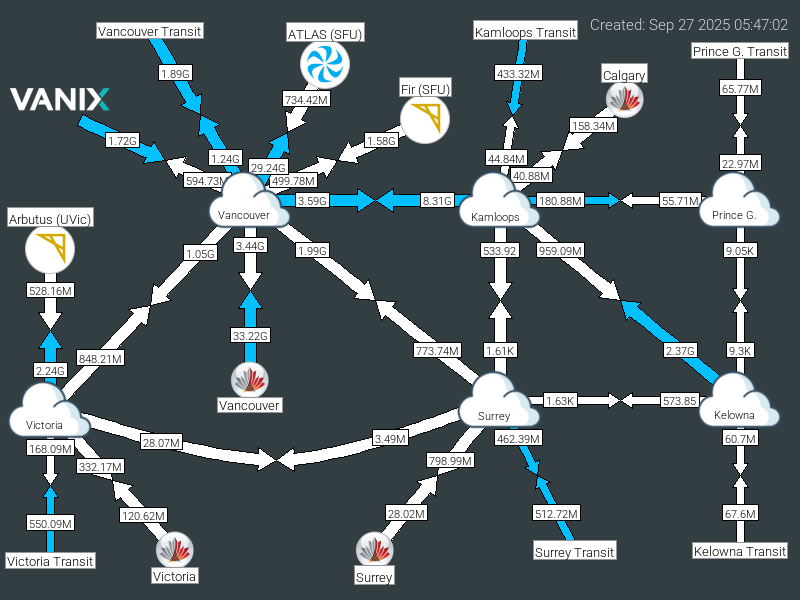 Created: Sep 27 2025 05:47:02
Vancouver Transit
ATLAS (SFU)
Kamloops Transit
Prince G. Transit
1.89G
433.32M
Calgary
65.77M
VANIX
734.42M
Fir (SFU)
158.34M
1.72G
1.58G
1.24G
44.84M
22.97M
594.73M
29.24G
499.78M
40.88M
3.59G
8.31G
180.88M
55.71M
Vancouver
Kamloops
Prince G.
Arbutus (UVic)
1.05G
3.44G
1.99G
533.92
959.09M
9.05K
528.16M
33.22G
848.21M
773.74M
1.61K
2.37G
9.3K
2.24G
Vancouver
1.63K
573.85
Victoria
Surrey
Kelowna
168.09M
28.07M
3.49M
462.39M
60.7M
332.17M
798.99M
550.09M
120.62M
28.02M
512.72M
67.6M
Victoria Transit
Victoria
Surrey
Surrey Transit
Kelowna Transit